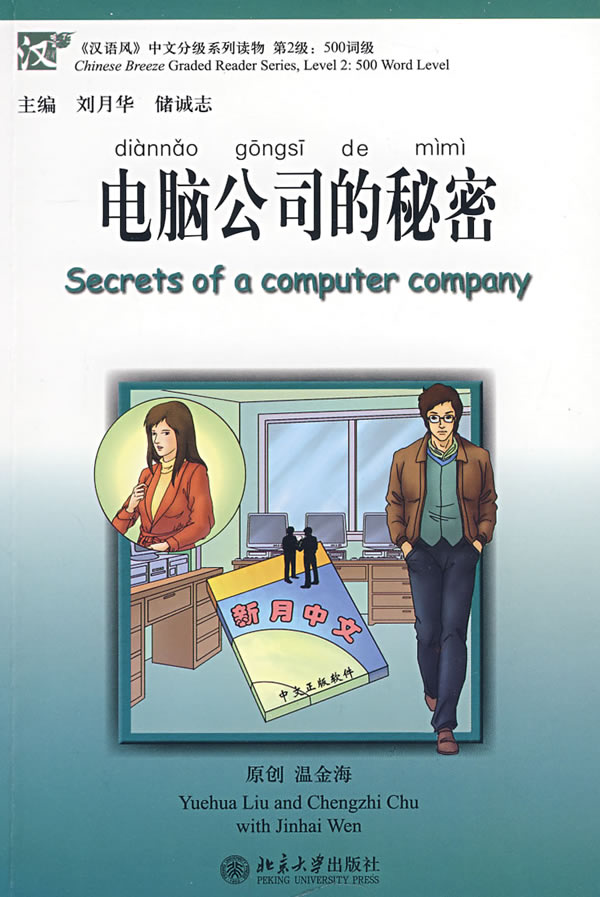 汉
《汉语风》中文分级系列读物 第2级：500词级
Chinese Breeze Graded Reader Series, Level 2: 500 Word Level
主编 刘月华 储诚志
diànnǎo gōngsī de mìmì
电脑公司的秘密
Secrets of a computer company
新月中文
中文正版软件
原创 温金海
Yuehua Liu and Chengzhi Chu
with Jinhai Wen
北京大学出版社
PEKING UNIVERSITY PRESS